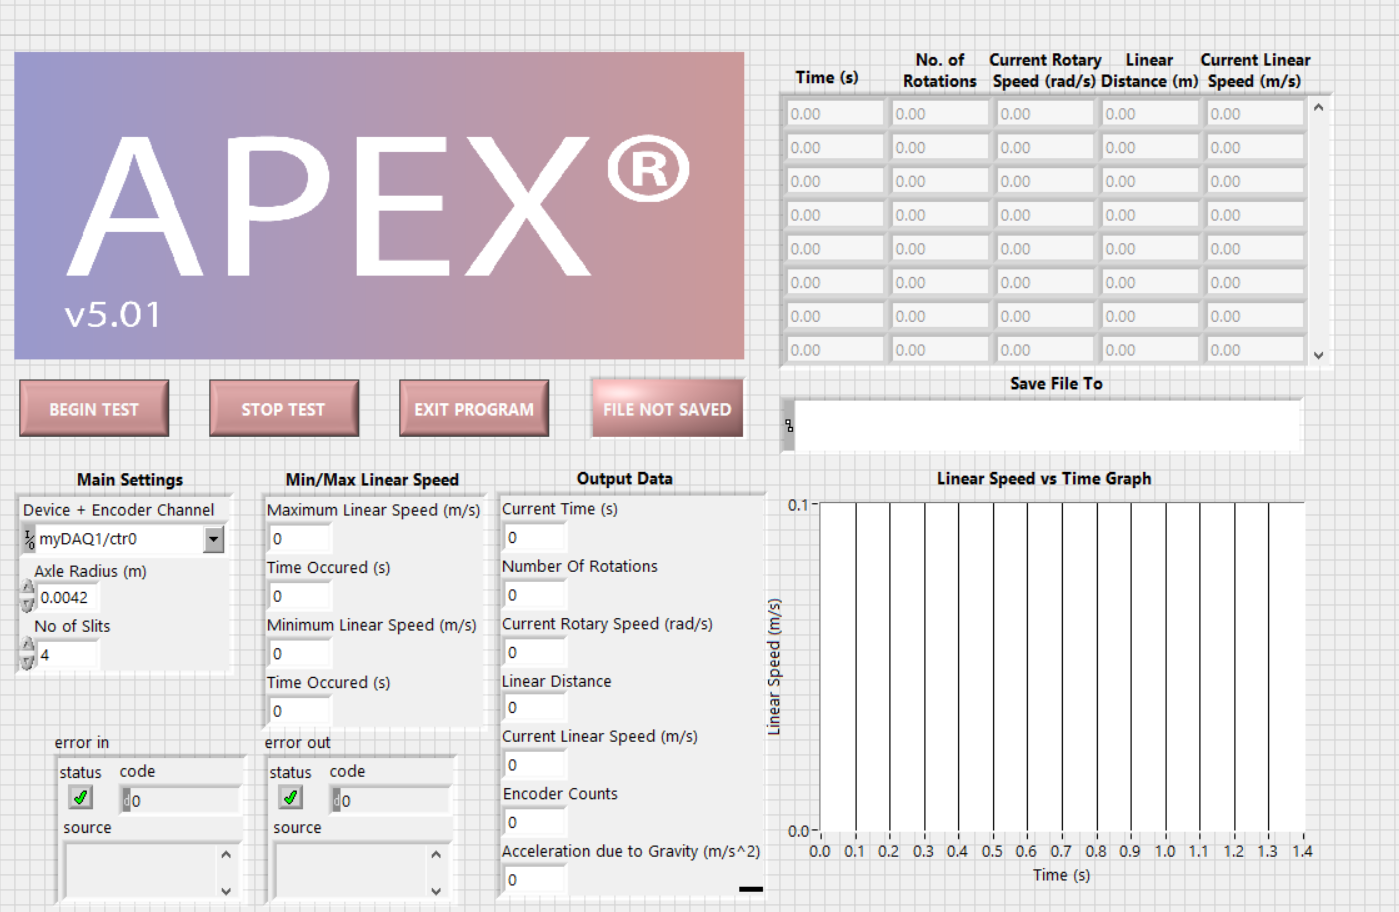 APEX®
v5.01
BEGIN TEST
STOP TEST
EXIT PROGRAM
FILE NOT SAVED
Time (s)
No. of Rotations
Current Rotary Speed (rad/s)
Linear Distance (m)
Current Linear Speed (m/s)
0.00 0.00 0.00 0.00 0.00
0.00 0.00 0.00 0.00 0.00
0.00 0.00 0.00 0.00 0.00
0.00 0.00 0.00 0.00 0.00
0.00 0.00 0.00 0.00 0.00
0.00 0.00 0.00 0.00 0.00
0.00 0.00 0.00 0.00 0.00
0.00 0.00 0.00 0.00 0.00
Save File To
Main Settings
Device + Encoder Channel
myDAQ1/ctr0
Axle Radius (m)
0.0042
No of Slits
4
Min/Max Linear Speed
Maximum Linear Speed (m/s)
0
Time Occured (s)
0
Minimum Linear Speed (m/s)
0
Time Occured (s)
0
error in
status code
d0
source
error out
status code
d0
source
Output Data
Current Time (s)
0
Number Of Rotations
0
Current Rotary Speed (rad/s)
0
Linear Distance
0
Current Linear Speed (m/s)
0
Encoder Counts
0
Acceleration due to Gravity (m/s^2)
0
Linear Speed vs Time Graph
Linear Speed (m/s)
0.1
0.0
0.0 0.1 0.2 0.3 0.4 0.5 0.6 0.7 0.8 0.9 1.0 1.1 1.2 1.3 1.4
Time (s)